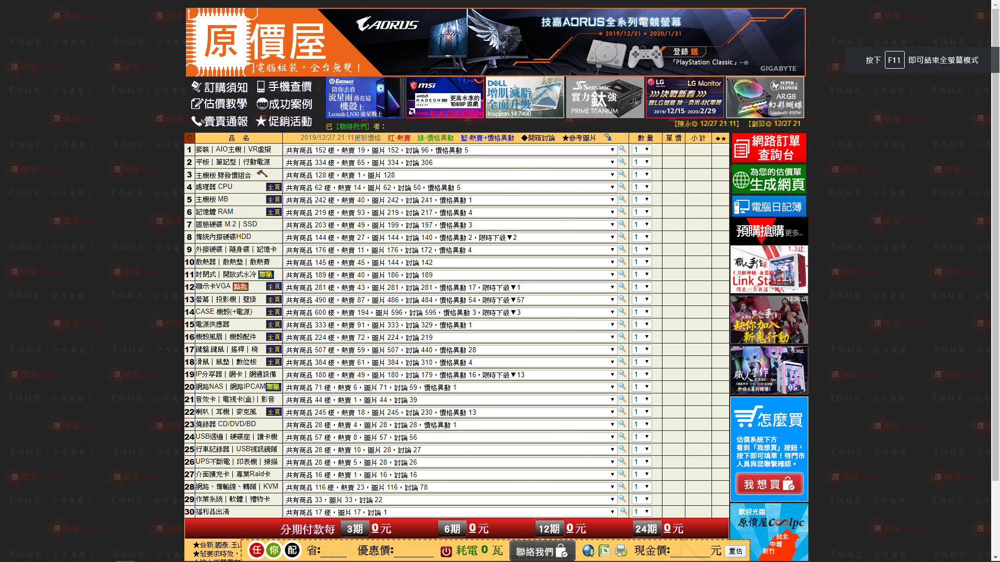 原價屋
電腦組裝，全台無雙！
AORUS
技嘉AORUS全系列電競螢幕
2019/12/21 ▸ 2020/1/31
登錄 送
「PlayStation Classic」一台
GIGABYTE
按下 F11 即可結束全螢幕模式
訂購須知 手機查價
估價教學 成功案例
賣貴通報 促銷活動
ENERMAX
陪你去看
流星雨落在這
機殼上
Leonids LN30 流星戰士
msi
AMD
RADEON RX
更高水準的
1080P 遊戲
RADEON
DELL
增肌減脂
全面升級
Inspiron 14 7490
Seasonic
實力鈦強
PRIME TITANIUM
LG LG Monitor
決戰新春
買LG螢幕 抽一奈米4K電視
2019/12/15-2020/2/29
SUPER FLOWER
ARGB
幻彩蝴蝶
LeadexIII 850W
已【聯絡我們】者：
【陳永◎ 12/27 21:11】 【劉羿◎ 12/27 21
C 品 名 2019/12/27 21:11更新價格 紅-熱賣 綠-價格異動 藍-熱賣+價格異動 ◆開箱討論 ★參考圖片 數 量 單 價 小 計 ◆★
1 套裝｜AIO主機｜VR虛擬 共有商品 152 樣，熱賣 19，圖片 152，討論 96，價格異動 5 1
2 平板｜筆記型｜行動電源 共有商品 334 樣，熱賣 65，圖片 334，討論 306 1
3 主機板 劈發價組合 共有商品 128 樣，熱賣 1，圖片 128 1
4 處理器 CPU 全頁 共有商品 62 樣，熱賣 14，圖片 62，討論 50，價格異動 5 1
5 主機板 MB 全頁 共有商品 242 樣，熱賣 40，圖片 242，討論 241，價格異動 1 1
6 記憶體 RAM 全頁 共有商品 219 樣，熱賣 93，圖片 219，討論 217，價格異動 4 1
7 固態硬碟 M.2｜SSD 共有商品 203 樣，熱賣 49，圖片 199，討論 197，價格異動 3 1
8 傳統內接硬碟HDD 共有商品 144 樣，熱賣 27，圖片 144，討論 140，價格異動 2，限時下殺▼2 1
9 外接硬碟｜隨身碟｜記憶卡 共有商品 176 樣，熱賣 11，圖片 176，討論 172，價格異動 4 1
10 散熱器｜散熱墊｜散熱膏 共有商品 145 樣，熱賣 45，圖片 144，討論 142 1
11 封閉式｜開放式水冷 專屬 共有商品 189 樣，熱賣 40，圖片 186，討論 189 1
12 顯示卡VGA 點我 全頁 共有商品 281 樣，熱賣 43，圖片 281，討論 281，價格異動 17，限時下殺▼1 1
13 螢幕｜投影機｜壁掛 全頁 共有商品 490 樣，熱賣 87，圖片 486，討論 484，價格異動 54，限時下殺▼57 1
14 CASE 機殼(+電源) 全頁 共有商品 600 樣，熱賣 194，圖片 596，討論 595，價格異動 3，限時下殺▼3 1
15 電源供應器 全頁 共有商品 333 樣，熱賣 91，圖片 333，討論 329，價格異動 1 1
16 機殼風扇｜機殼配件 全頁 共有商品 224 樣，熱賣 72，圖片 224，討論 219 1
17 鍵盤.鍵鼠｜搖桿｜椅 全頁 共有商品 507 樣，熱賣 59，圖片 507，討論 440，價格異動 28 1
18 滑鼠｜鼠墊｜數位板 全頁 共有商品 384 樣，熱賣 61，圖片 384，討論 310，價格異動 4 1
19 IP分享器｜網卡｜網通設備 共有商品 180 樣，熱賣 49，圖片 180，討論 179，價格異動 16，限時下殺▼13 1
20 網路NAS｜網路IPCAM 專屬 共有商品 71 樣，熱賣 6，圖片 71，討論 59，價格異動 1 1
21 音效卡｜電視卡(盒)｜影音 共有商品 44 樣，熱賣 1，圖片 44，討論 39 1
22 喇叭｜耳機｜麥克風 全頁 共有商品 245 樣，熱賣 18，圖片 245，討論 230，價格異動 13 1
23 燒錄器 CD/DVD/BD 共有商品 28 樣，熱賣 4，圖片 28，討論 28，價格異動 1 1
24 USB週邊｜硬碟座｜讀卡機 共有商品 57 樣，熱賣 8，圖片 57，討論 56 1
25 行車紀錄器｜USB視訊鏡頭 共有商品 28 樣，熱賣 10，圖片 28，討論 27 1
26 UPS不斷電｜印表機｜掃描 共有商品 28 樣，熱賣 5，圖片 28，討論 26 1
27 介面擴充卡｜專業Raid卡 共有商品 16 樣，熱賣 1，圖片 16，討論 16 1
28 網路、傳輸線、轉頭｜KVM 共有商品 116 樣，熱賣 23，圖片 116，討論 78 1
29 作業系統｜軟體｜禮物卡 共有商品 33，圖片 33，討論 22 1
30 福利品出清 共有商品 17 樣，圖片 17，討論 1 1
分期付款每 3期 0元 6期 0元 12期 0元 24期 0元
★台新.國泰.玉山
★若要求時效，
任你配 省: 優惠價: 耗電 0 瓦 聯絡我們 現金價: 元 重估
網路訂單
查詢台
為您的估價單
生成網頁
電腦日記簿
預購搶購 更多...
1.3止
職人手作
《刀劍神域-血盟騎
Link Start
12.30止
職人手作
原價屋Coolpc
缺你加入
斬鬼行動
12.30止
職人手作
原價屋Coolpc
折快6萬別錯嚎!
怎麼買
估價系統下方
看到「我想買」按鈕，
按下即可填單！待門市
人員與您聯繫確認。
我想買
歡迎光臨
原價屋Coolpc
台北
中壢
新竹